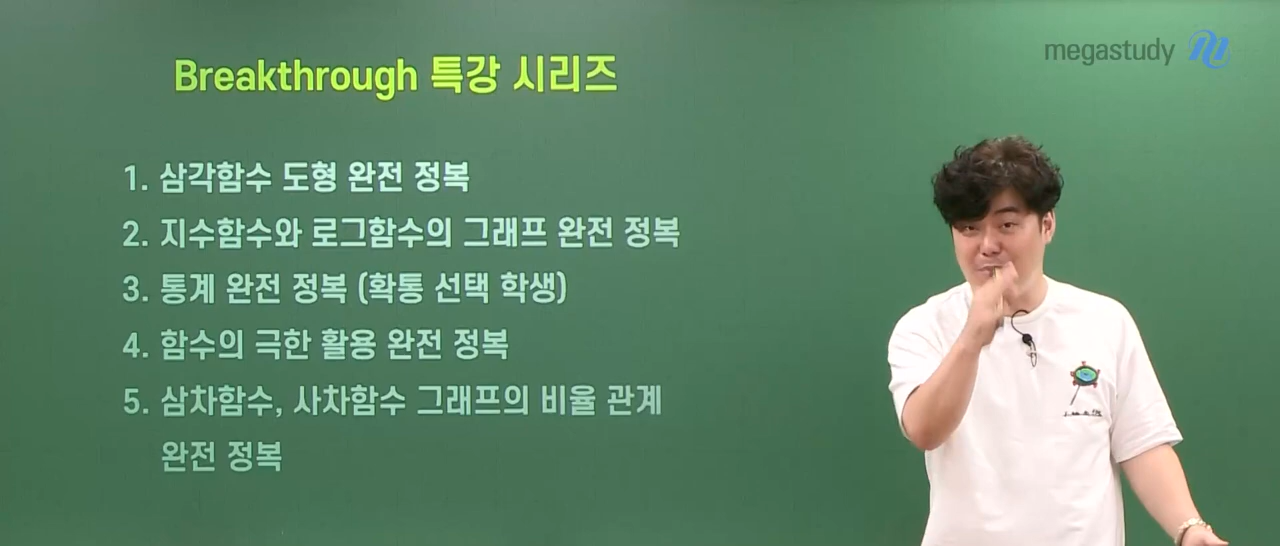 megastudy
Breakthrough 특강 시리즈
1. 삼각함수 도형 완전 정복
2. 지수함수와 로그함수의 그래프 완전 정복
3. 통계 완전 정복 (확통 선택 학생)
4. 함수의 극한 활용 완전 정복
5. 삼차함수, 사차함수 그래프의 비율 관계
완전 정복